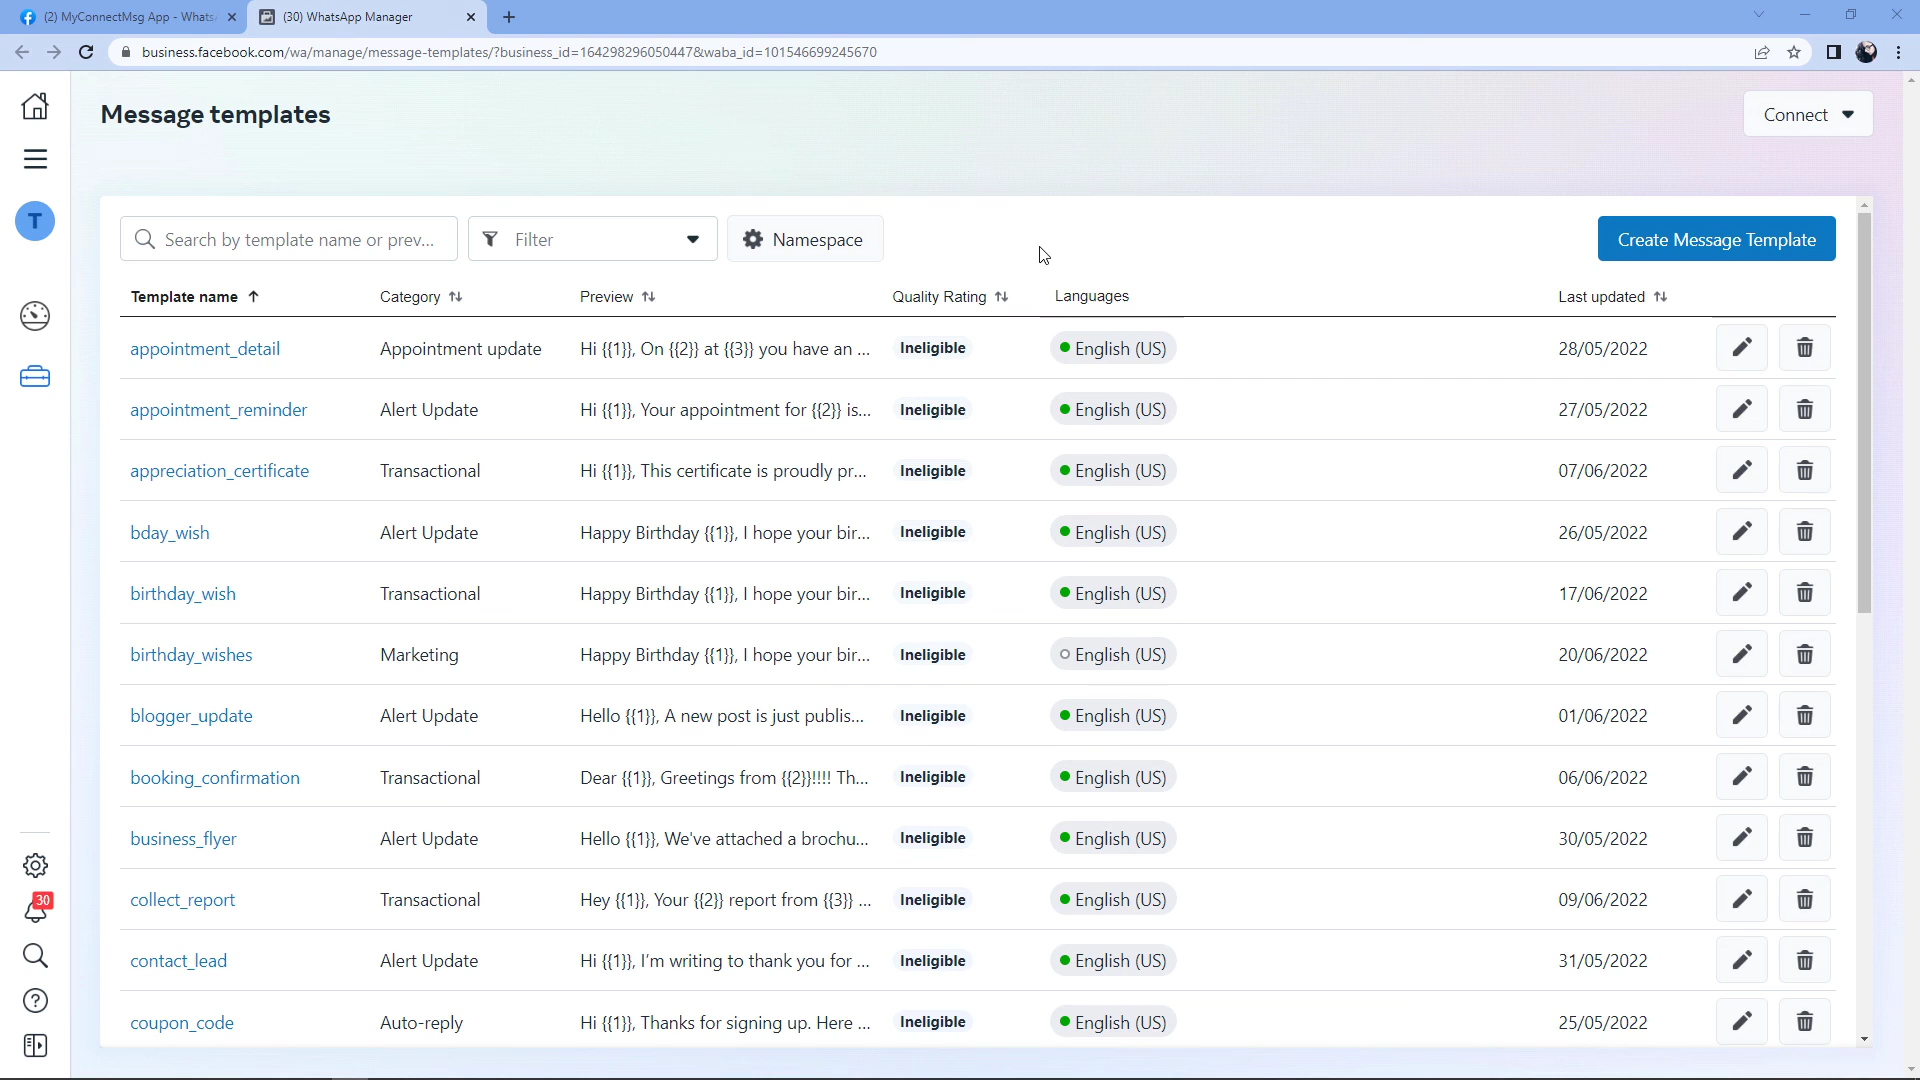 (2) MyConnectMsg App - Whats
(30) WhatsApp Manager
business.facebook.com/wa/manage/message-templates/?business_id=164298296050447&waba_id=101546699245670
Message templates
Connect
T
Search by template name or prev...
Filter
Namespace
Create Message Template
Template name Category Preview Quality Rating Languages Last updated
appointment_detail Appointment update Hi {{1}}, On {{2}} at {{3}} you have an ... Ineligible English (US) 28/05/2022
appointment_reminder Alert Update Hi {{1}}, Your appointment for {{2}} is... Ineligible English (US) 27/05/2022
appreciation_certificate Transactional Hi {{1}}, This certificate is proudly pr... Ineligible English (US) 07/06/2022
bday_wish Alert Update Happy Birthday {{1}}, I hope your bir... Ineligible English (US) 26/05/2022
birthday_wish Transactional Happy Birthday {{1}}, I hope your bir... Ineligible English (US) 17/06/2022
birthday_wishes Marketing Happy Birthday {{1}}, I hope your bir... Ineligible English (US) 20/06/2022
blogger_update Alert Update Hello {{1}}, A new post is just publis... Ineligible English (US) 01/06/2022
booking_confirmation Transactional Dear {{1}}, Greetings from {{2}}!!!! Th... Ineligible English (US) 06/06/2022
business_flyer Alert Update Hello {{1}}, We've attached a brochu... Ineligible English (US) 30/05/2022
collect_report Transactional Hey {{1}}, Your {{2}} report from {{3}} ... Ineligible English (US) 09/06/2022
contact_lead Alert Update Hi {{1}}, I'm writing to thank you for ... Ineligible English (US) 31/05/2022
coupon_code Auto-reply Hi {{1}}, Thanks for signing up. Here ... Ineligible English (US) 25/05/2022
30